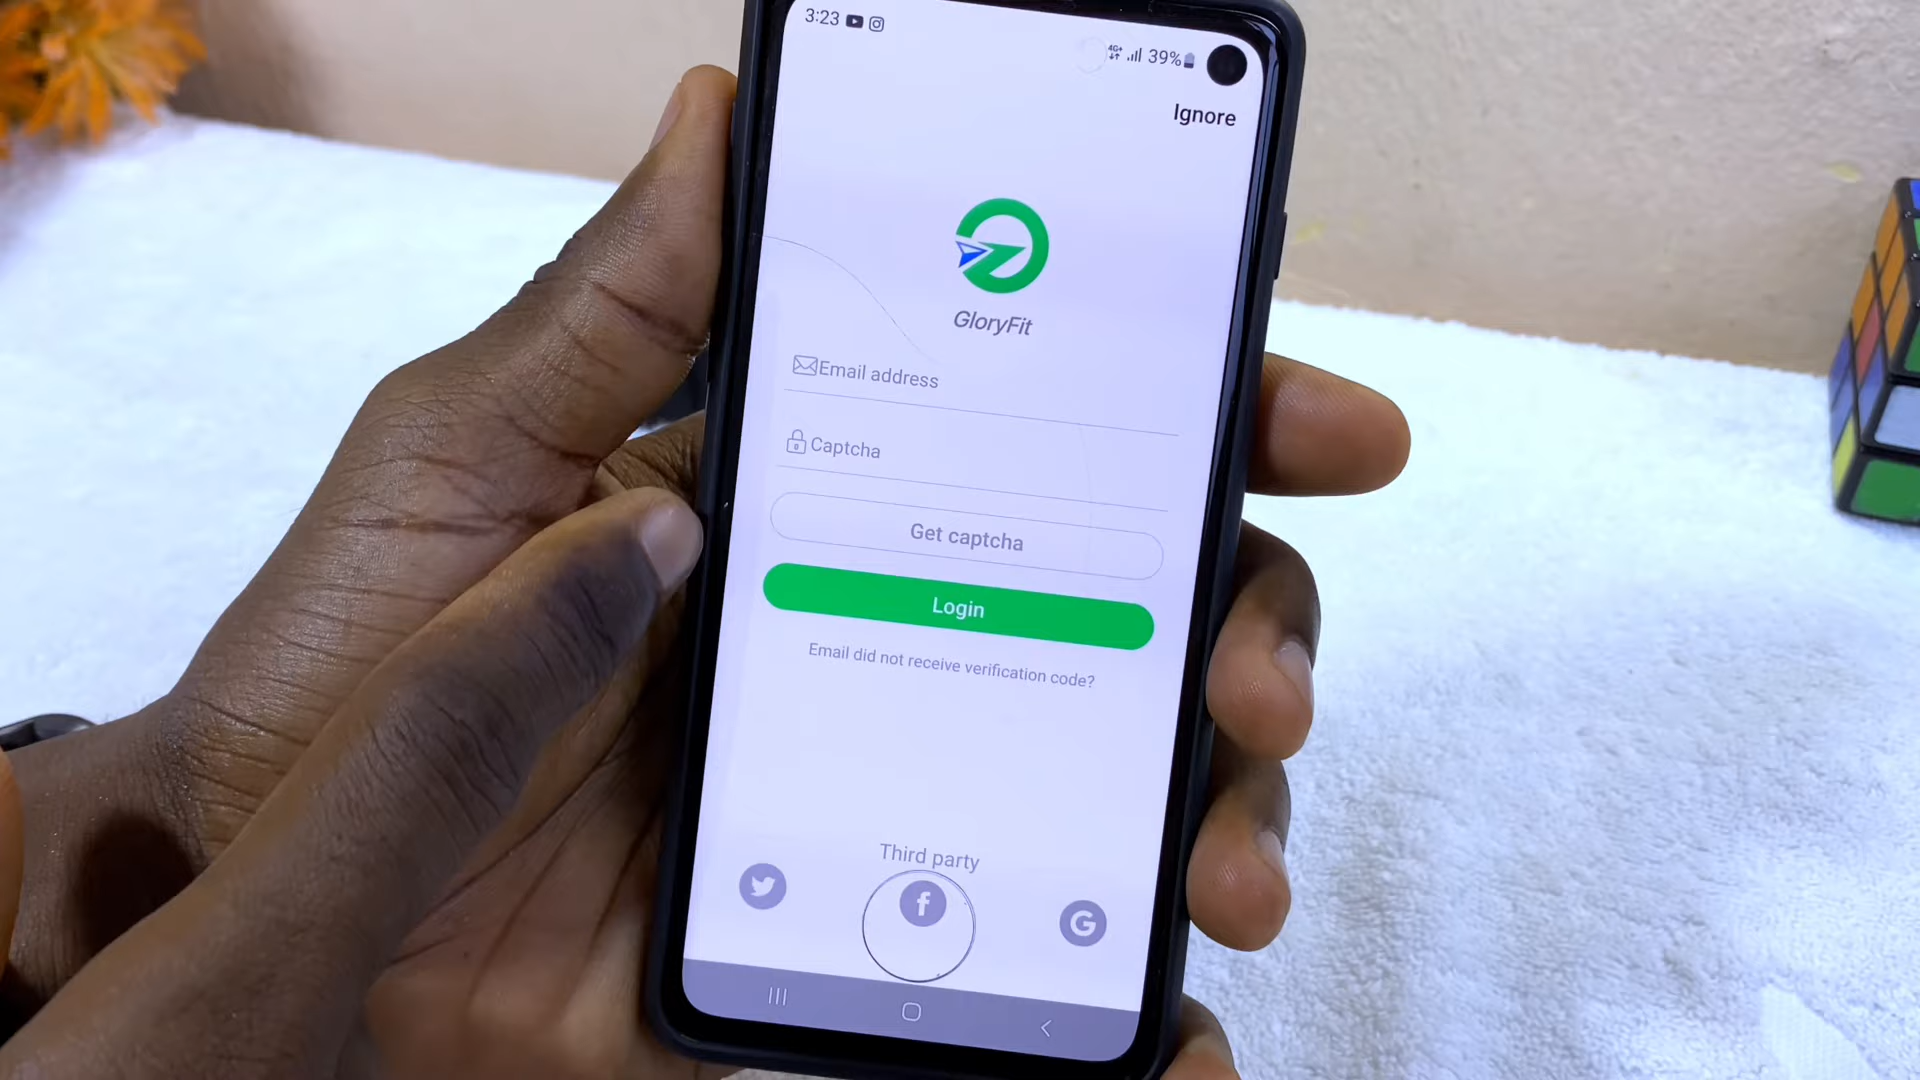 3:23
4G+ 39%
Ignore
GloryFit
Email address
Captcha
Get captcha
Login
Email did not receive verification code?
Third party